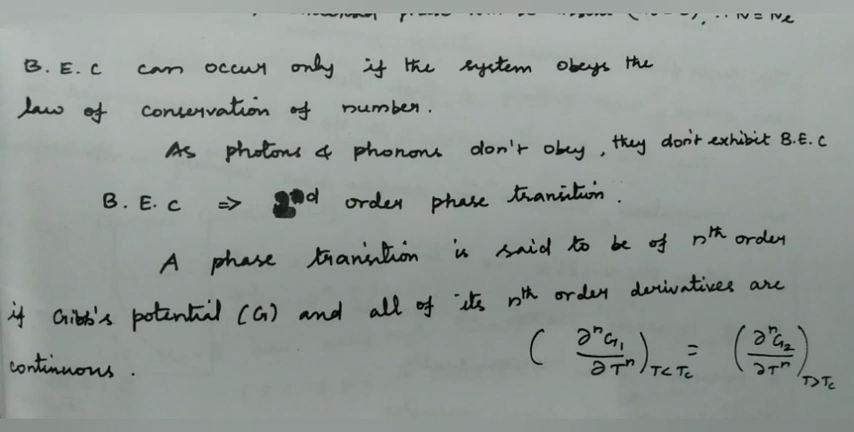 phase
B. E. C can occur only if the system obeys the
law of conservation of number.
As photons & phonons don't obey, they don't exhibit B.E.C
B. E. C => 2nd order phase transition.
A phase transition is said to be of nth order
if Gibb's potential (G) and all of its nth order derivatives are
continuous. (∂ⁿG₁/∂Tⁿ)T<Tc = (∂ⁿG₂/∂Tⁿ)T>Tc